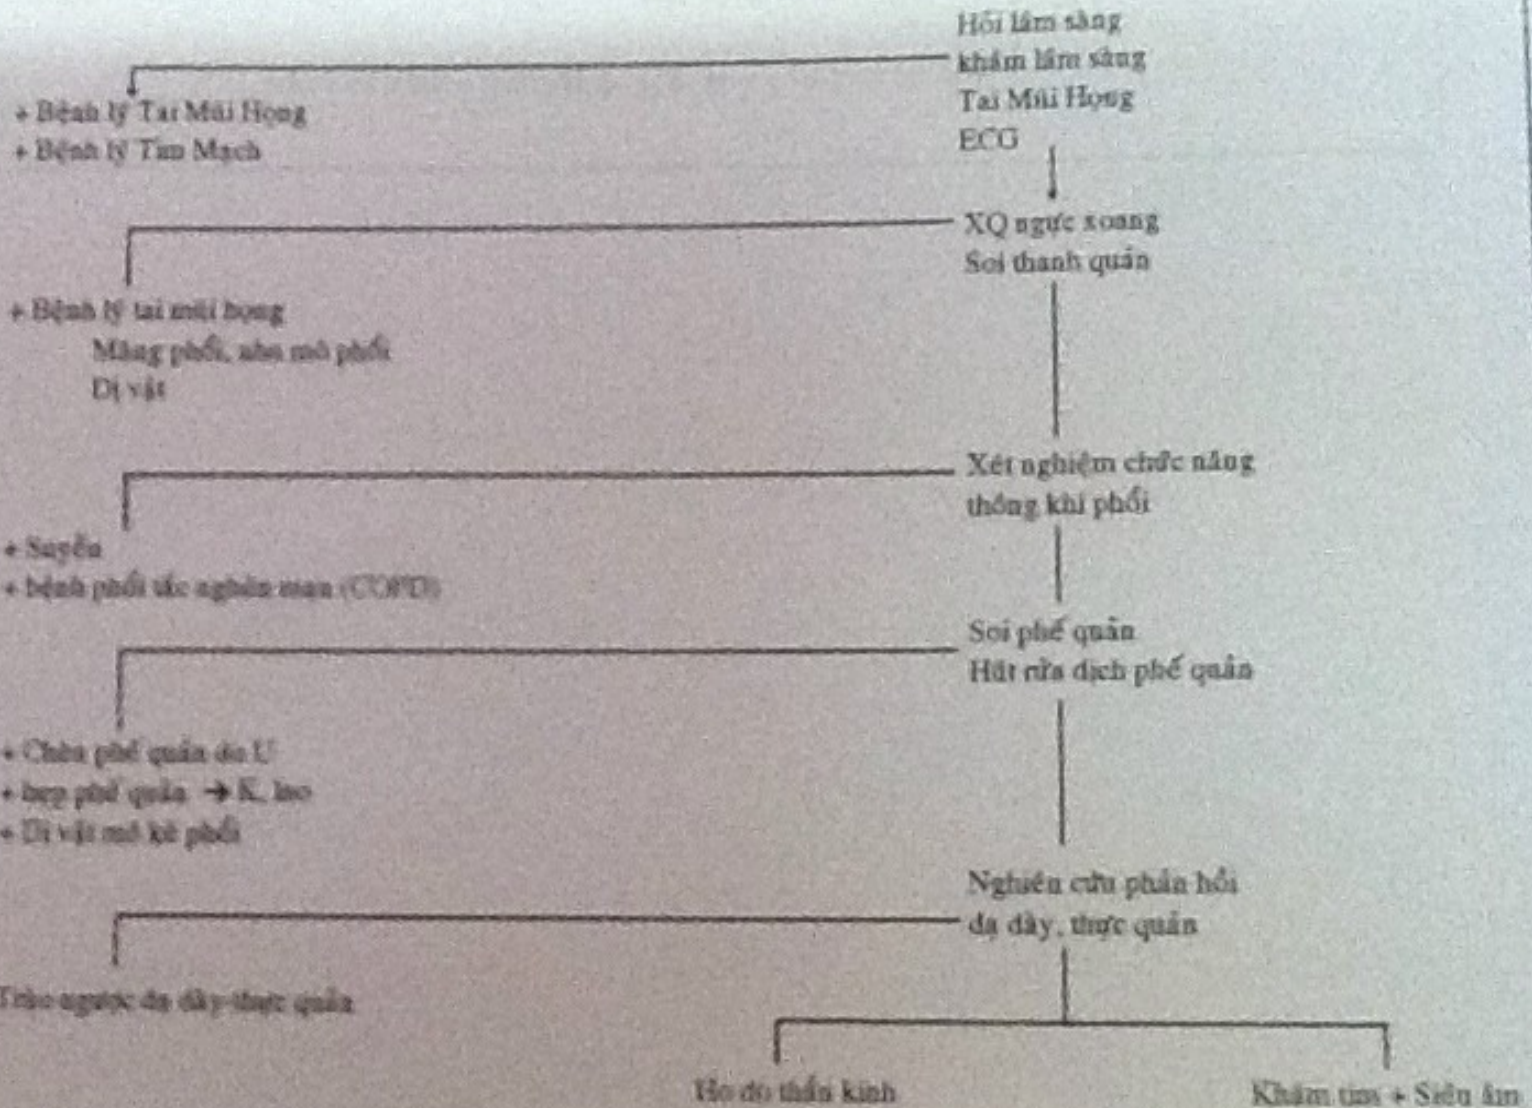 Hỏi lâm sàng
khám lâm sàng
Tai Mũi Họng
ECG
+ Bệnh lý Tai Mũi Họng
+ Bệnh lý Tim Mạch
XQ ngực xoang
Soi thanh quản
+ Bệnh lý tai mũi họng
Màng phổi, nhu mô phổi
Dị vật
Xét nghiệm chức năng
thông khí phổi
+ Suyễn
+ bệnh phổi tắc nghẽn mạn (COPD)
Soi phế quản
Hút rửa dịch phế quản
+ Chèn phế quản do U
+ hẹp phế quản → K, lao
+ Dị vật mô kẽ phổi
Nghiên cứu phản hồi
dạ dày, thực quản
Trào ngược dạ dày-thực quản
Ho do thần kinh
Khám tim + Siêu âm